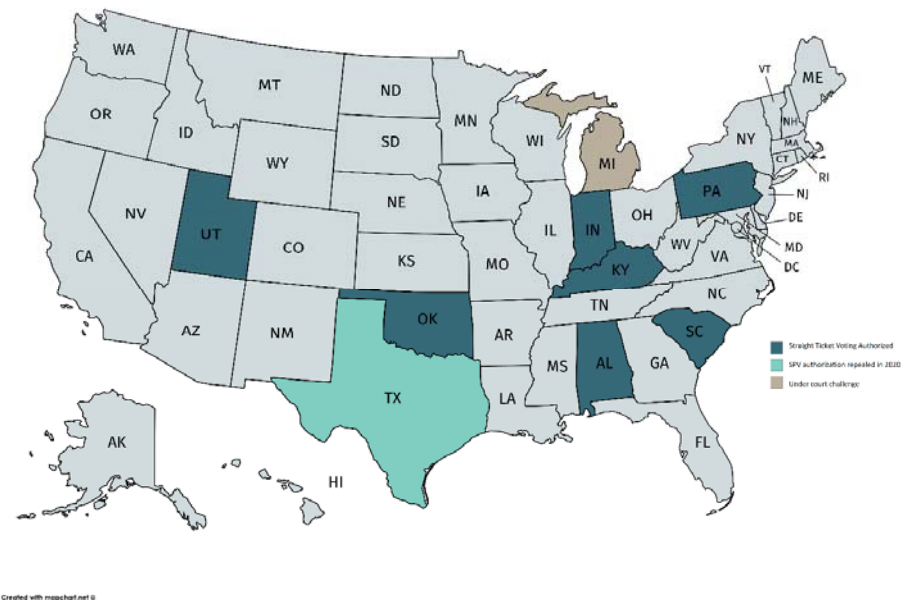 WA
MT
ND
MN
VT
ME
OR
ID
SD
WI
MI
NY
NH
MA
CT
RI
WY
NE
IA
PA
NJ
NV
UT
CO
KS
IL
IN
OH
DE
MD
DC
CA
MO
KY
WV
VA
AZ
NM
OK
AR
TN
NC
SC
MS
AL
GA
TX
LA
FL
AK
HI
Straight Ticket Voting Authorized
SPV authorization repealed in 2020
Under court challenge
Created with mapchart.net ©